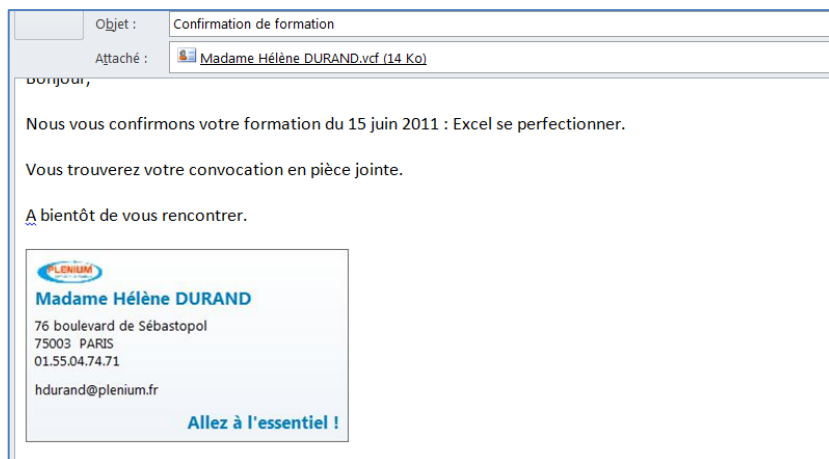 Objet :
Confirmation de formation
Attaché :
Madame Hélène DURAND.vcf (14 Ko)
Bonjour,
Nous vous confirmons votre formation du 15 juin 2011 : Excel se perfectionner.
Vous trouverez votre convocation en pièce jointe.
A bientôt de vous rencontrer.
PLENIUM
Madame Hélène DURAND
76 boulevard de Sébastopol
75003 PARIS
01.55.04.74.71
hdurand@plenium.fr
Allez à l'essentiel !